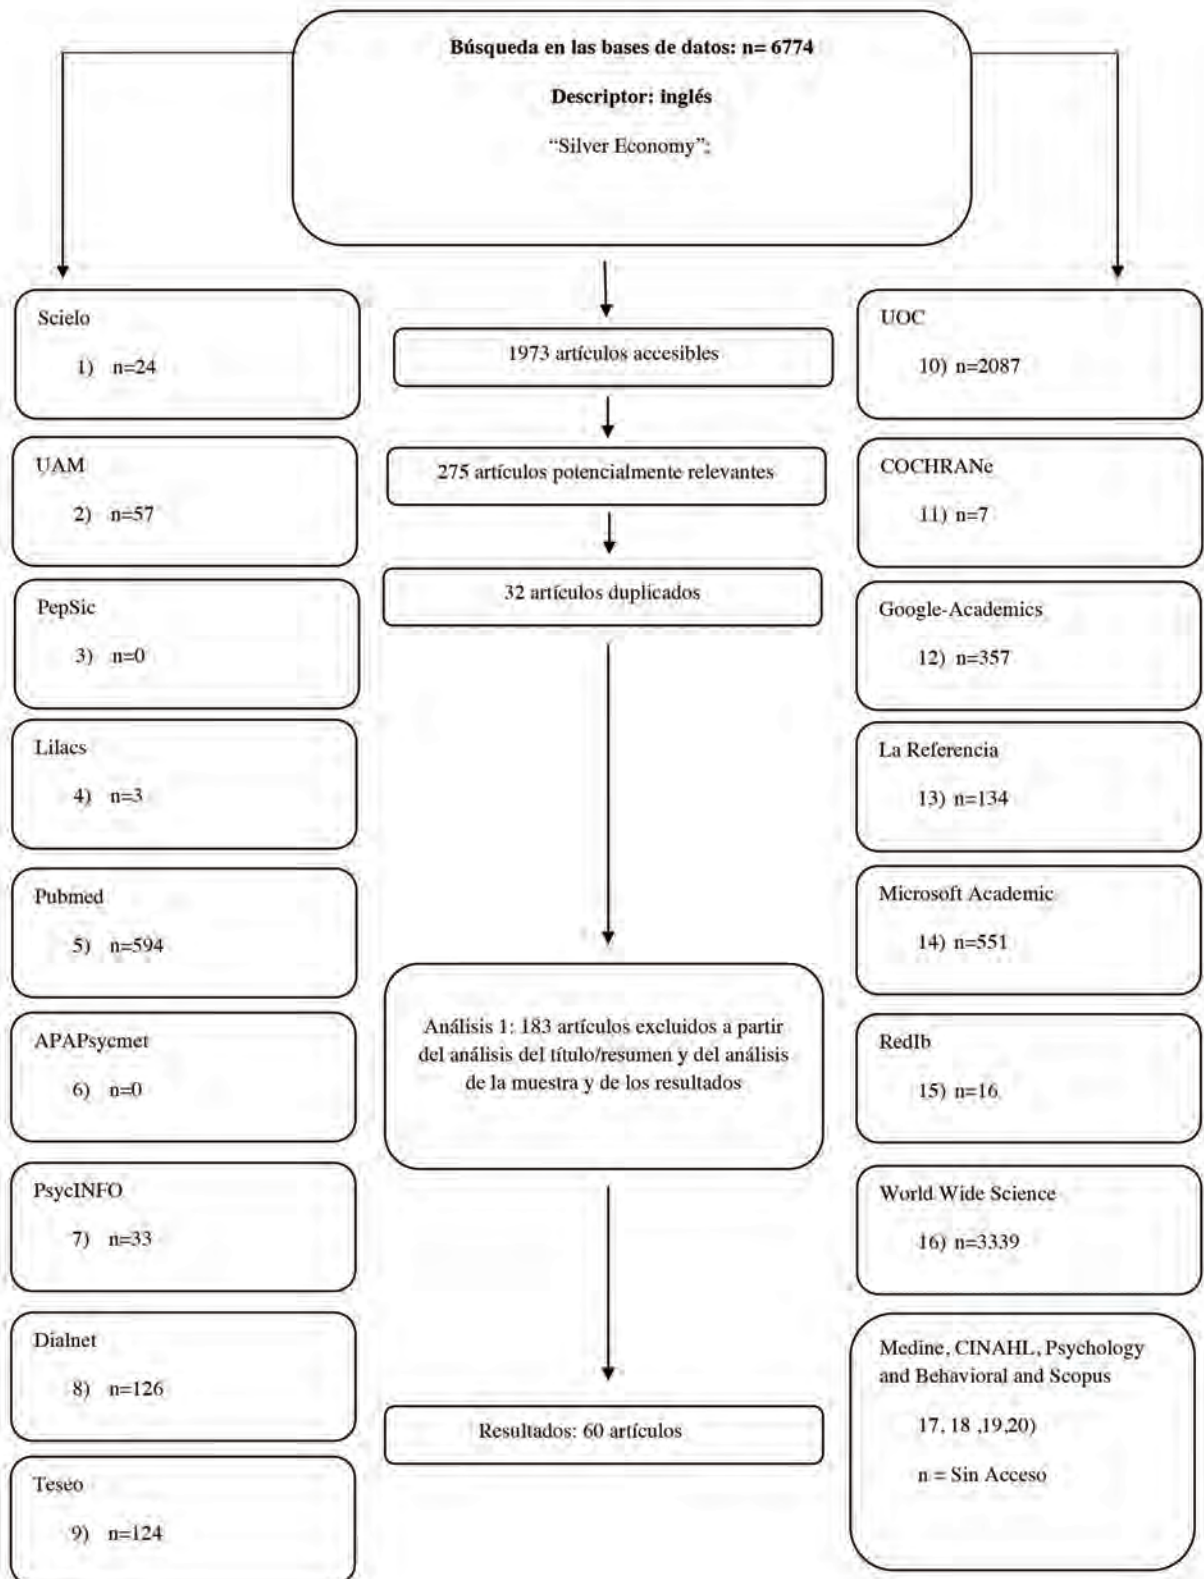 Búsqueda en las bases de datos: n= 6774
Descriptor: inglés
“Silver Economy”:
Scielo
1) n=24
UAM
2) n=57
PepSic
3) n=0
Lilacs
4) n=3
Pubmed
5) n=594
APAPsycmet
6) n=0
PsycINFO
7) n=33
Dialnet
8) n=126
Teseo
9) n=124
1973 artículos accesibles
275 artículos potencialmente relevantes
32 artículos duplicados
Análisis 1: 183 artículos excluidos a partir
del análisis del título/resumen y del análisis
de la muestra y de los resultados
Resultados: 60 artículos
UOC
10) n=2087
COCHRANe
11) n=7
Google-Academics
12) n=357
La Referencia
13) n=134
Microsoft Academic
14) n=551
RedIb
15) n=16
World Wide Science
16) n=3339
Medine, CINAHL, Psychology
and Behavioral and Scopus
17, 18 ,19,20)
n = Sin Acceso